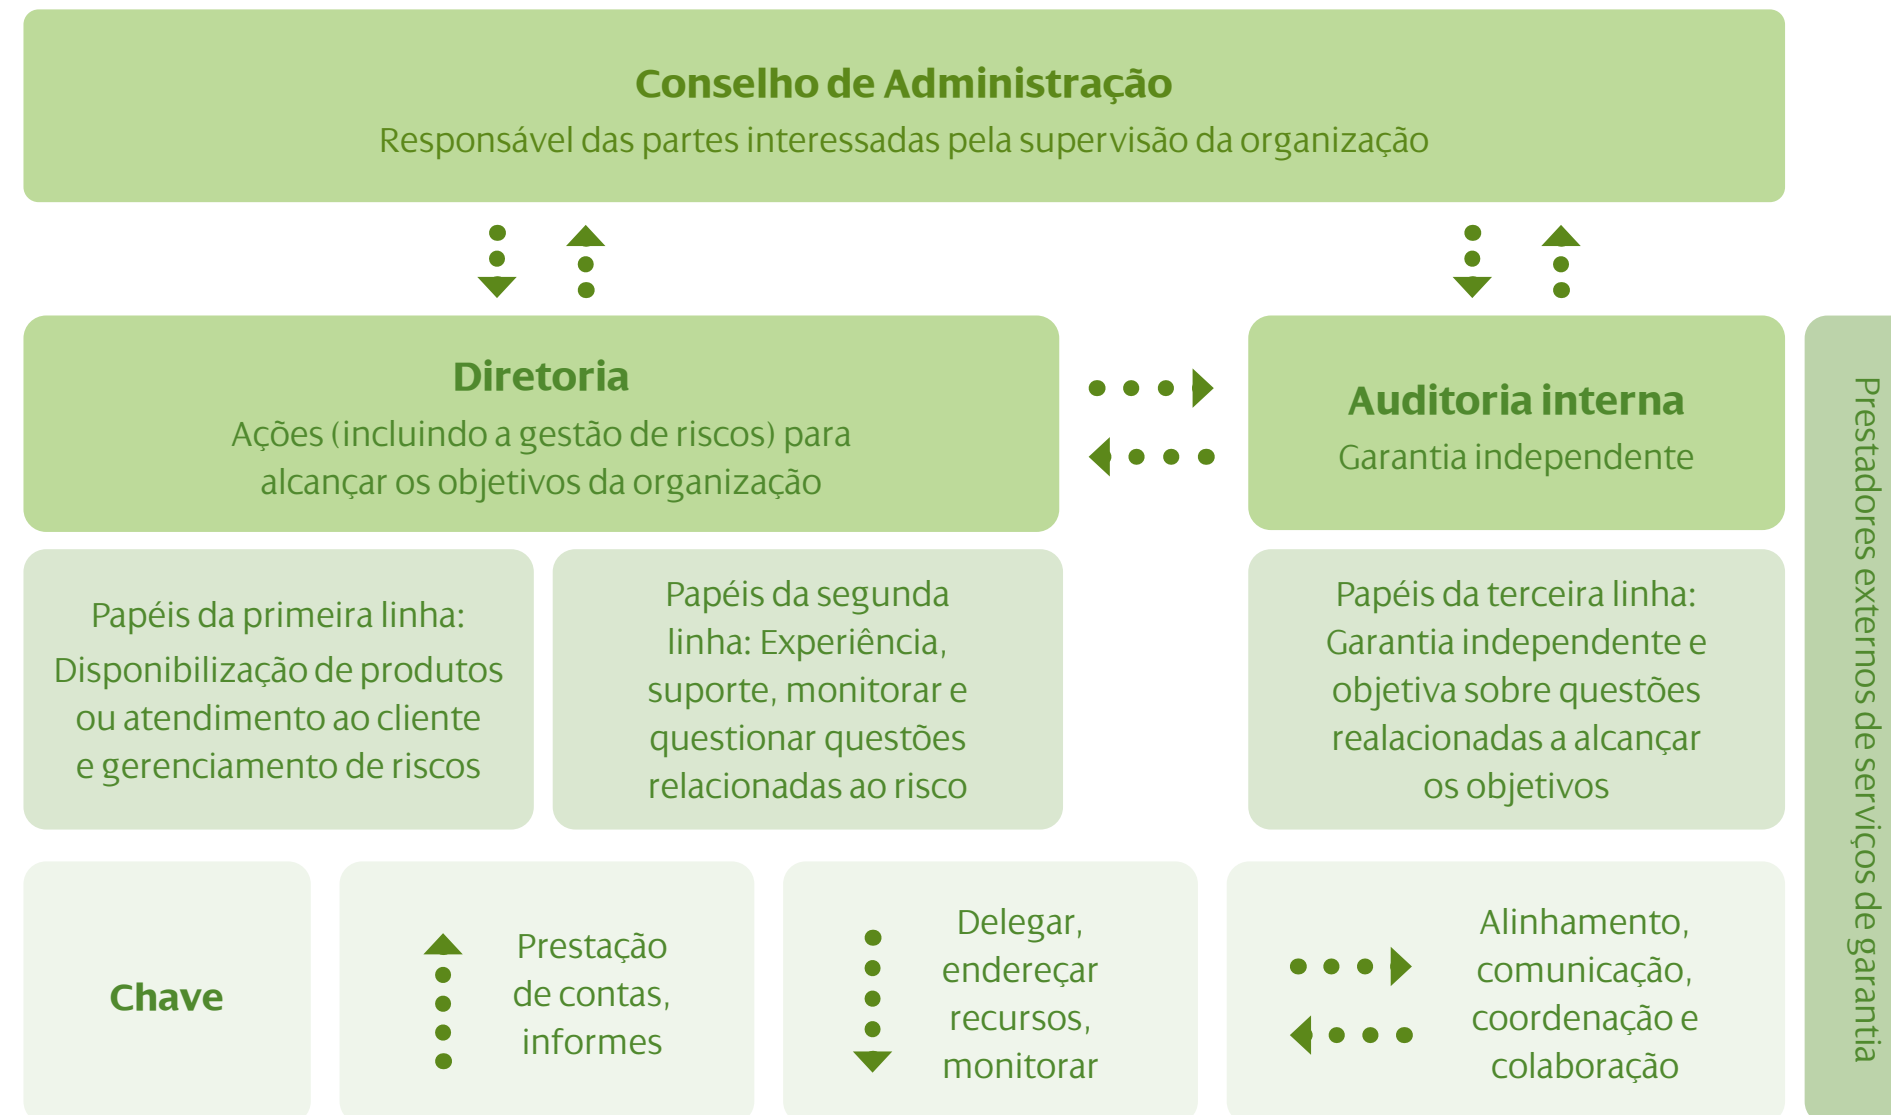 Conselho de Administração
Responsável das partes interessadas pela supervisão da organização
Diretoria
Ações (incluindo a gestão de riscos) para
alcançar os objetivos da organização
Auditoria interna
Garantia independente
Papéis da primeira linha:
Disponibilização de produtos
ou atendimento ao cliente
e gerenciamento de riscos
Papéis da segunda
linha: Experiência,
suporte, monitorar e
questionar questões
relacionadas ao risco
Papéis da terceira linha:
Garantia independente e
objetiva sobre questões
realacionadas a alcançar
os objetivos
Prestadores externos de serviços de garantia
Chave
Prestação
de contas,
informes
Delegar,
endereçar
recursos,
monitorar
Alinhamento,
comunicação,
coordenação e
colaboração